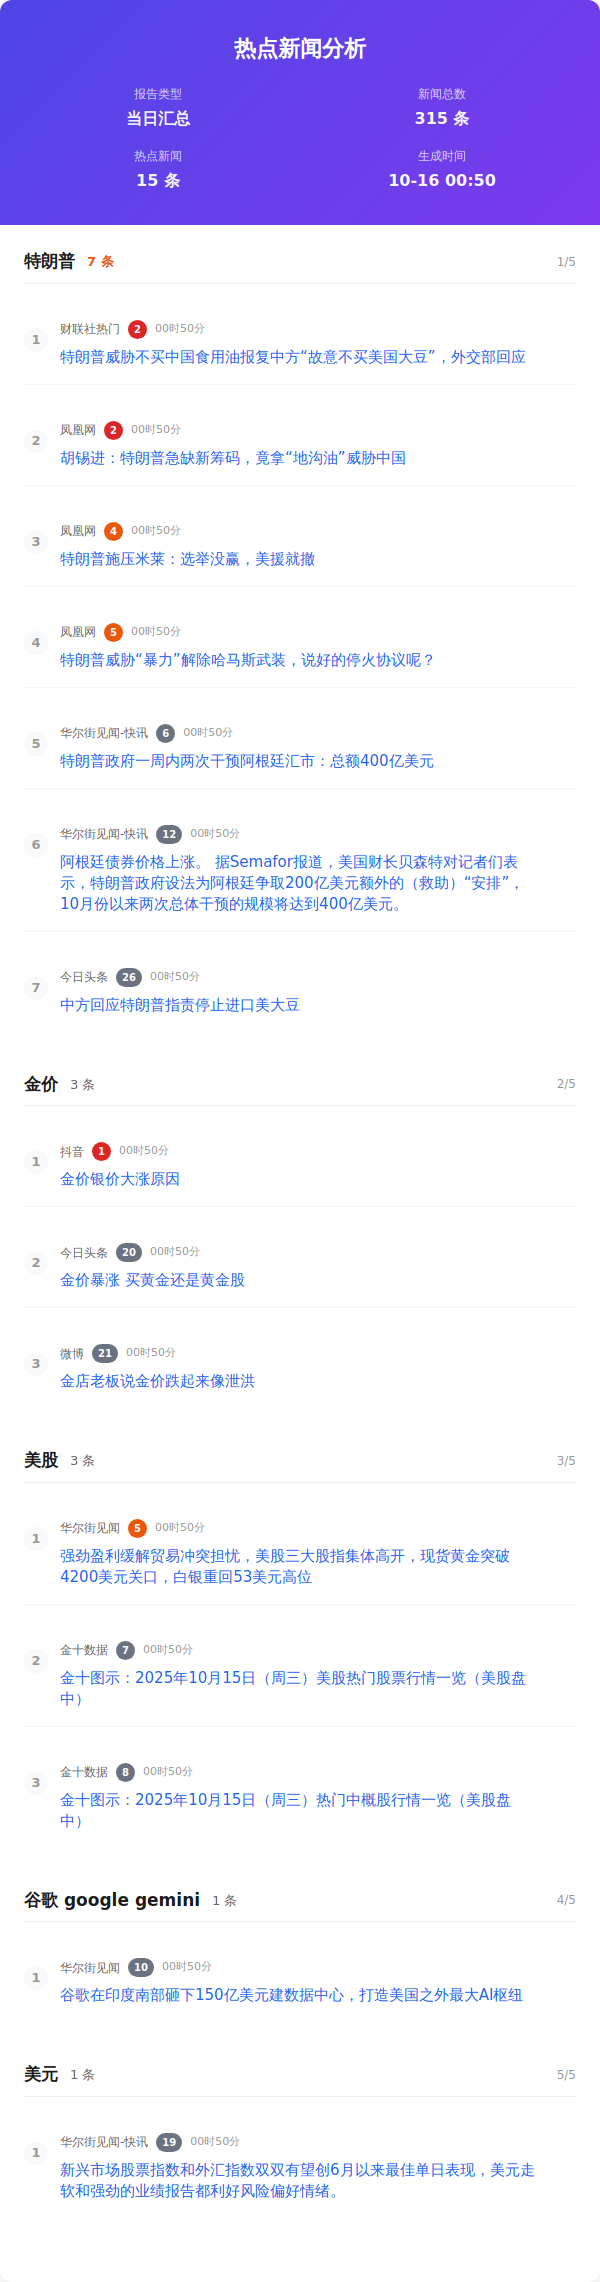 热点新闻分析
报告类型
当日汇总
新闻总数
315 条
热点新闻
15 条
生成时间
10-16 00:50
特朗普 7 条 1/5
1
财联社热门 2 00时50分
特朗普威胁不买中国食用油报复中方“故意不买美国大豆”，外交部回应
2
凤凰网 2 00时50分
胡锡进：特朗普急缺新筹码，竟拿“地沟油”威胁中国
3
凤凰网 4 00时50分
特朗普施压米莱：选举没赢，美援就撤
4
凤凰网 5 00时50分
特朗普威胁“暴力”解除哈马斯武装，说好的停火协议呢？
5
华尔街见闻-快讯 6 00时50分
特朗普政府一周内两次干预阿根廷汇市：总额400亿美元
6
华尔街见闻-快讯 12 00时50分
阿根廷债券价格上涨。 据Semafor报道，美国财长贝森特对记者们表
示，特朗普政府设法为阿根廷争取200亿美元额外的（救助）“安排”，
10月份以来两次总体干预的规模将达到400亿美元。
7
今日头条 26 00时50分
中方回应特朗普指责停止进口美大豆
金价 3 条 2/5
1
抖音 1 00时50分
金价银价大涨原因
2
今日头条 20 00时50分
金价暴涨 买黄金还是黄金股
3
微博 21 00时50分
金店老板说金价跌起来像泄洪
美股 3 条 3/5
1
华尔街见闻 5 00时50分
强劲盈利缓解贸易冲突担忧，美股三大股指集体高开，现货黄金突破
4200美元关口，白银重回53美元高位
2
金十数据 7 00时50分
金十图示：2025年10月15日（周三）美股热门股票行情一览（美股盘
中）
3
金十数据 8 00时50分
金十图示：2025年10月15日（周三）热门中概股行情一览（美股盘
中）
谷歌 google gemini 1 条 4/5
1
华尔街见闻 10 00时50分
谷歌在印度南部砸下150亿美元建数据中心，打造美国之外最大AI枢纽
美元 1 条 5/5
1
华尔街见闻-快讯 19 00时50分
新兴市场股票指数和外汇指数双双有望创6月以来最佳单日表现，美元走
软和强劲的业绩报告都利好风险偏好情绪。